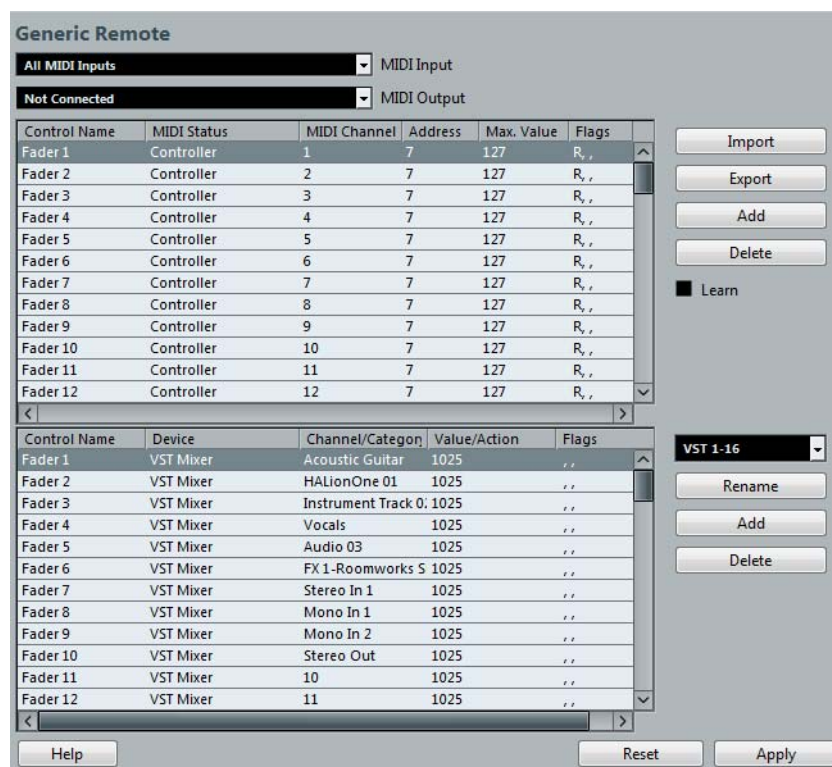 Generic Remote
All MIDI Inputs MIDI Input
Not Connected MIDI Output
Control Name MIDI Status MIDI Channel Address Max. Value Flags
Fader 1 Controller 1 7 127 R, ,
Fader 2 Controller 2 7 127 R, ,
Fader 3 Controller 3 7 127 R, ,
Fader 4 Controller 4 7 127 R, ,
Fader 5 Controller 5 7 127 R, ,
Fader 6 Controller 6 7 127 R, ,
Fader 7 Controller 7 7 127 R, ,
Fader 8 Controller 8 7 127 R, ,
Fader 9 Controller 9 7 127 R, ,
Fader 10 Controller 10 7 127 R, ,
Fader 11 Controller 11 7 127 R, ,
Fader 12 Controller 12 7 127 R, ,
Import
Export
Add
Delete
Learn
Control Name Device Channel/Categor Value/Action Flags
Fader 1 VST Mixer Acoustic Guitar 1025 , ,
Fader 2 VST Mixer HALionOne 01 1025 , ,
Fader 3 VST Mixer Instrument Track 0 1025 , ,
Fader 4 VST Mixer Vocals 1025 , ,
Fader 5 VST Mixer Audio 03 1025 , ,
Fader 6 VST Mixer FX 1-Roomworks S 1025 , ,
Fader 7 VST Mixer Stereo In 1 1025 , ,
Fader 8 VST Mixer Mono In 1 1025 , ,
Fader 9 VST Mixer Mono In 2 1025 , ,
Fader 10 VST Mixer Stereo Out 1025 , ,
Fader 11 VST Mixer 10 1025 , ,
Fader 12 VST Mixer 11 1025 , ,
VST 1-16
Rename
Add
Delete
Help Reset Apply